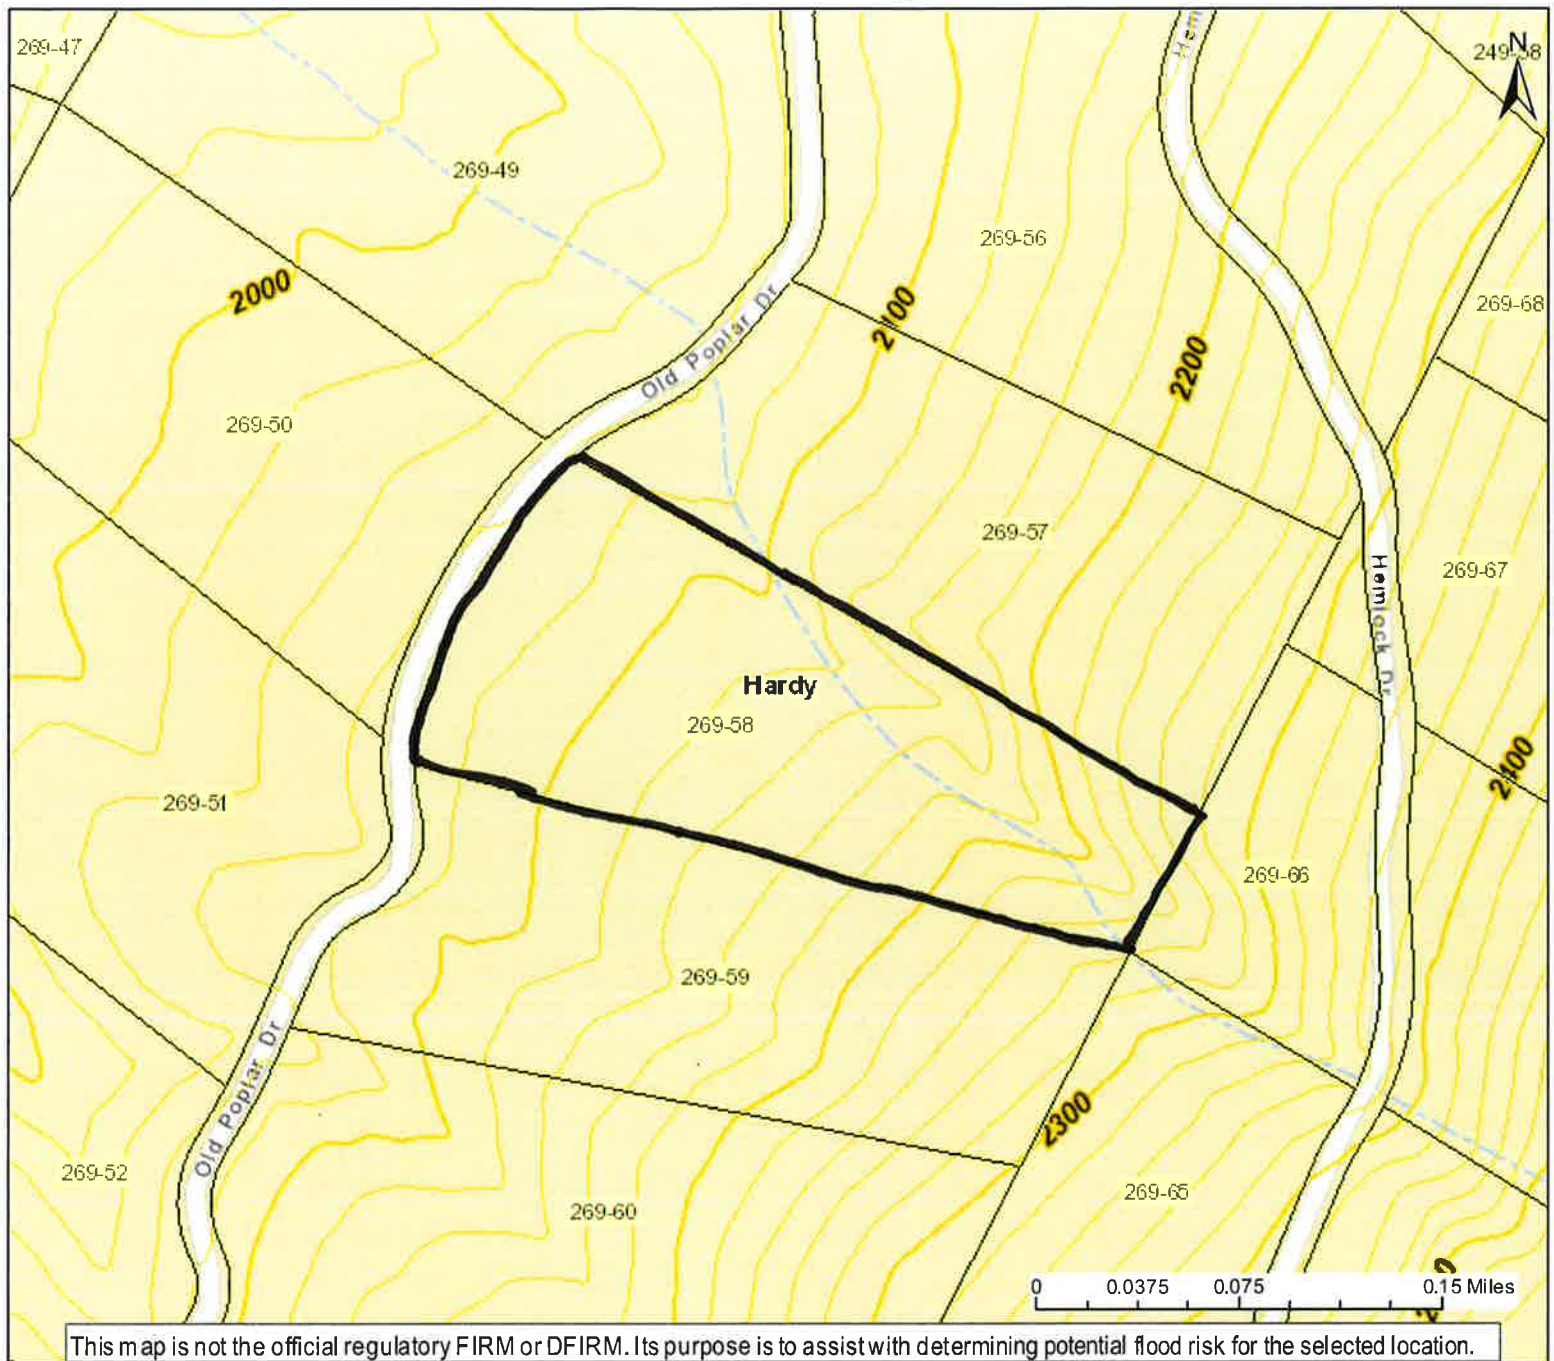 269-47
N
249-58
Hem
269-49
269-56
2000
269-68
Old Poplar Dr
2100
2200
269-50
269-57
Hemlock Dr
269-67
Hardy
269-58
2400
269-51
269-66
269-59
Old Poplar Dr
2300
269-52
269-65
269-60
0 0.0375 0.075 0.15 Miles
This map is not the official regulatory FIRM or DFIRM. Its purpose is to assist with determining potential flood risk for the selected location.